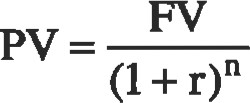 PV = FV / (1 + r)^n